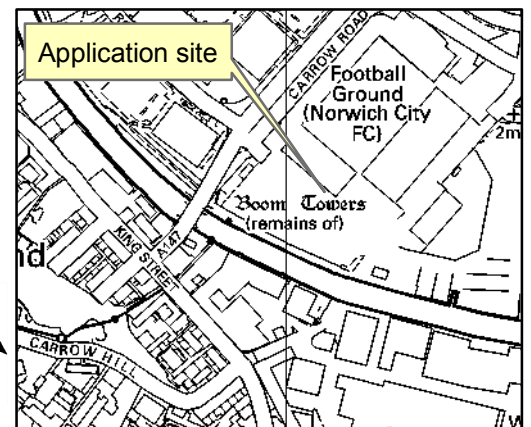 Application site
CARROW ROAD
Football
Ground
(Norwich City
FC)
2m
Boom Towers
(remains of)
A147
KING STREET
nd
CARROW HILL
W